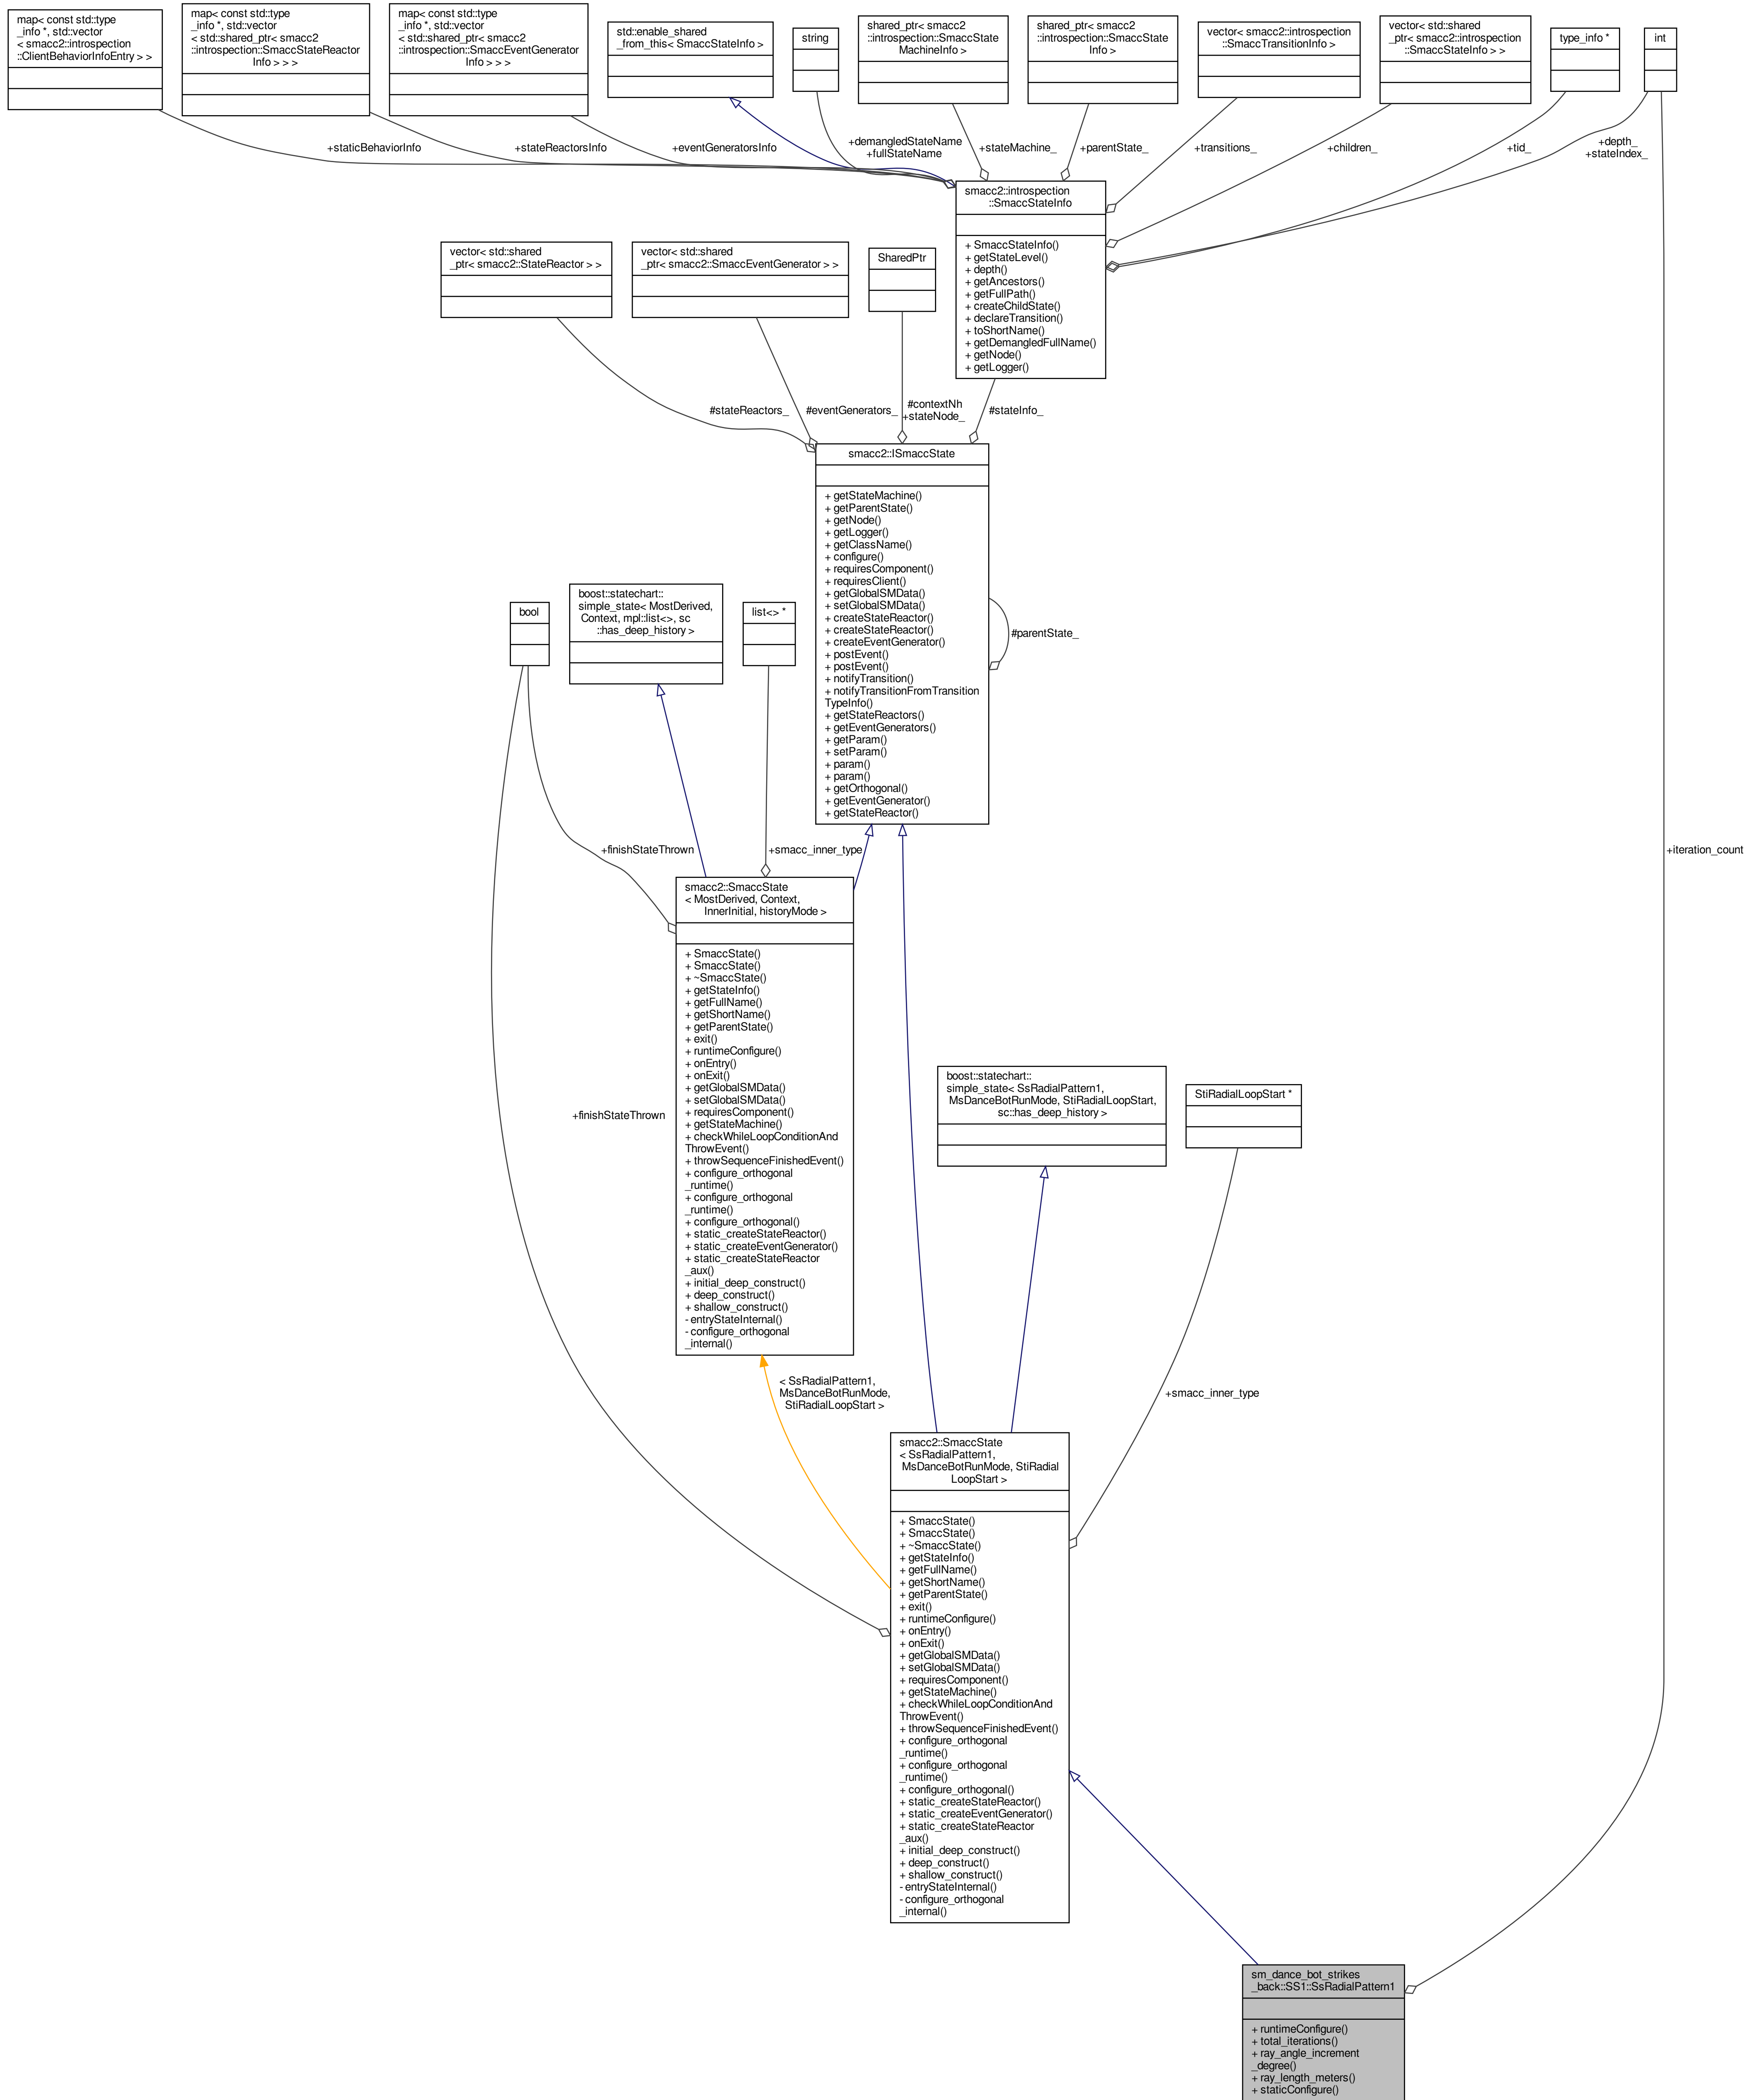 map< const std::type
_info *, std::vector
< smacc2::introspection
::ClientBehaviorInfoEntry > >
map< const std::type
_info *, std::vector
< std::shared_ptr< smacc2
::introspection::SmaccStateReactor
Info > > >
map< const std::type
_info *, std::vector
< std::shared_ptr< smacc2
::introspection::SmaccEventGenerator
Info > > >
std::enable_shared
_from_this< SmaccStateInfo >
string
shared_ptr< smacc2
::introspection::SmaccState
MachineInfo >
shared_ptr< smacc2
::introspection::SmaccState
Info >
vector< smacc2::introspection
::SmaccTransitionInfo >
vector< std::shared
_ptr< smacc2::introspection
::SmaccStateInfo > >
type_info *
int
+staticBehaviorInfo
+stateReactorsInfo
+eventGeneratorsInfo
+demangledStateName
+fullStateName
+stateMachine_
+parentState_
+transitions_
+children_
+tid_
+depth_
+stateIndex_
smacc2::introspection
::SmaccStateInfo
+ SmaccStateInfo()
+ getStateLevel()
+ depth()
+ getAncestors()
+ getFullPath()
+ createChildState()
+ declareTransition()
+ toShortName()
+ getDemangledFullName()
+ getNode()
+ getLogger()
vector< std::shared
_ptr< smacc2::StateReactor > >
vector< std::shared
_ptr< smacc2::SmaccEventGenerator > >
SharedPtr
#stateReactors_
#eventGenerators_
#contextNh
+stateNode_
#stateInfo_
smacc2::ISmaccState
+ getStateMachine()
+ getParentState()
+ getNode()
+ getLogger()
+ getClassName()
+ configure()
+ requiresComponent()
+ requiresClient()
+ getGlobalSMData()
+ setGlobalSMData()
+ createStateReactor()
+ createStateReactor()
+ createEventGenerator()
+ postEvent()
+ postEvent()
+ notifyTransition()
+ notifyTransitionFromTransition
TypeInfo()
+ getStateReactors()
+ getEventGenerators()
+ getParam()
+ setParam()
+ param()
+ param()
+ getOrthogonal()
+ getEventGenerator()
+ getStateReactor()
#parentState_
bool
boost::statechart::
simple_state< MostDerived,
Context, mpl::list<>, sc
::has_deep_history >
list<> *
+finishStateThrown
+smacc_inner_type
+iteration_count
smacc2::SmaccState
< MostDerived, Context,
InnerInitial, historyMode >
+ SmaccState()
+ SmaccState()
+ ~SmaccState()
+ getStateInfo()
+ getFullName()
+ getShortName()
+ getParentState()
+ exit()
+ runtimeConfigure()
+ onEntry()
+ onExit()
+ getGlobalSMData()
+ setGlobalSMData()
+ requiresComponent()
+ getStateMachine()
+ checkWhileLoopConditionAnd
ThrowEvent()
+ throwSequenceFinishedEvent()
+ configure_orthogonal
_runtime()
+ configure_orthogonal
_runtime()
+ configure_orthogonal()
+ static_createStateReactor()
+ static_createEventGenerator()
+ static_createStateReactor
_aux()
+ initial_deep_construct()
+ deep_construct()
+ shallow_construct()
- entryStateInternal()
- configure_orthogonal
_internal()
+finishStateThrown
boost::statechart::
simple_state< SsRadialPattern1,
MsDanceBotRunMode, StiRadialLoopStart,
sc::has_deep_history >
StiRadialLoopStart *
< SsRadialPattern1,
MsDanceBotRunMode,
StiRadialLoopStart >
+smacc_inner_type
smacc2::SmaccState
< SsRadialPattern1,
MsDanceBotRunMode, StiRadial
LoopStart >
+ SmaccState()
+ SmaccState()
+ ~SmaccState()
+ getStateInfo()
+ getFullName()
+ getShortName()
+ getParentState()
+ exit()
+ runtimeConfigure()
+ onEntry()
+ onExit()
+ getGlobalSMData()
+ setGlobalSMData()
+ requiresComponent()
+ getStateMachine()
+ checkWhileLoopConditionAnd
ThrowEvent()
+ throwSequenceFinishedEvent()
+ configure_orthogonal
_runtime()
+ configure_orthogonal
_runtime()
+ configure_orthogonal()
+ static_createStateReactor()
+ static_createEventGenerator()
+ static_createStateReactor
_aux()
+ initial_deep_construct()
+ deep_construct()
+ shallow_construct()
- entryStateInternal()
- configure_orthogonal
_internal()
sm_dance_bot_strikes
_back::SS1::SsRadialPattern1
+ runtimeConfigure()
+ total_iterations()
+ ray_angle_increment
_degree()
+ ray_length_meters()
+ staticConfigure()